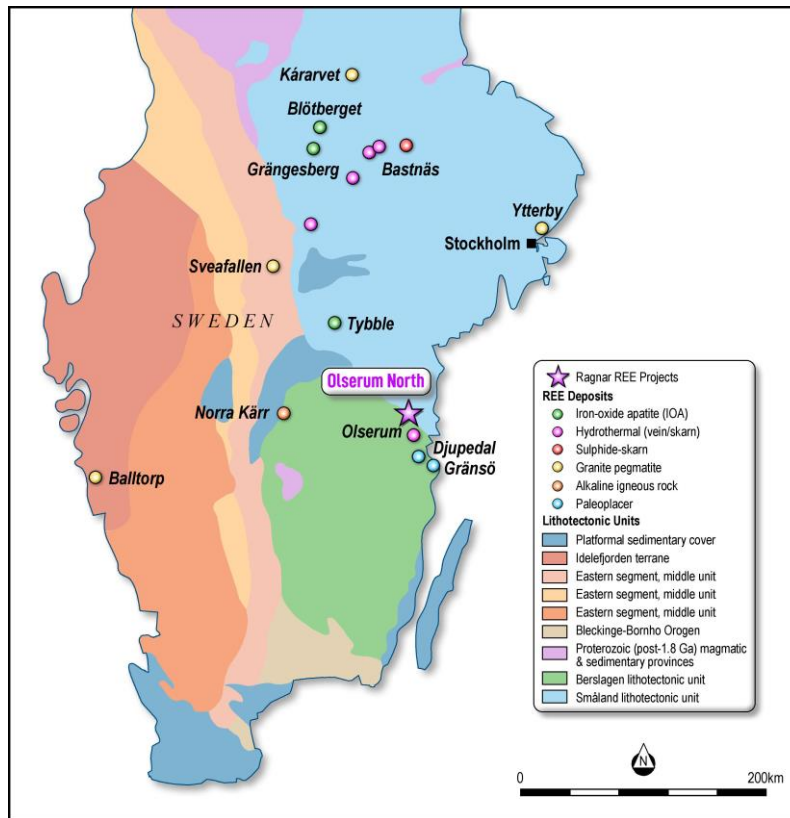 Kárarvet
Blötberget
Grängesberg
Bastnäs
Ytterby
Stockholm
Sveafallen
SWEDEN
Tybble
Olserum North
Norra Kärr
Olserum
Djupedal
Gränsö
Balltorp
Ragnar REE Projects
REE Deposits
Iron-oxide apatite (IOA)
Hydrothermal (vein/skarn)
Sulphide-skarn
Granite pegmatite
Alkaline igneous rock
Paleoplacer
Lithotectonic Units
Platformal sedimentary cover
Idelefjorden terrane
Eastern segment, middle unit
Eastern segment, middle unit
Eastern segment, middle unit
Bleckinge-Bornho Orogen
Proterozoic (post-1.8 Ga) magmatic
& sedimentary provinces
Berslagen lithotectonic unit
Småland lithotectonic unit
N
0
200km